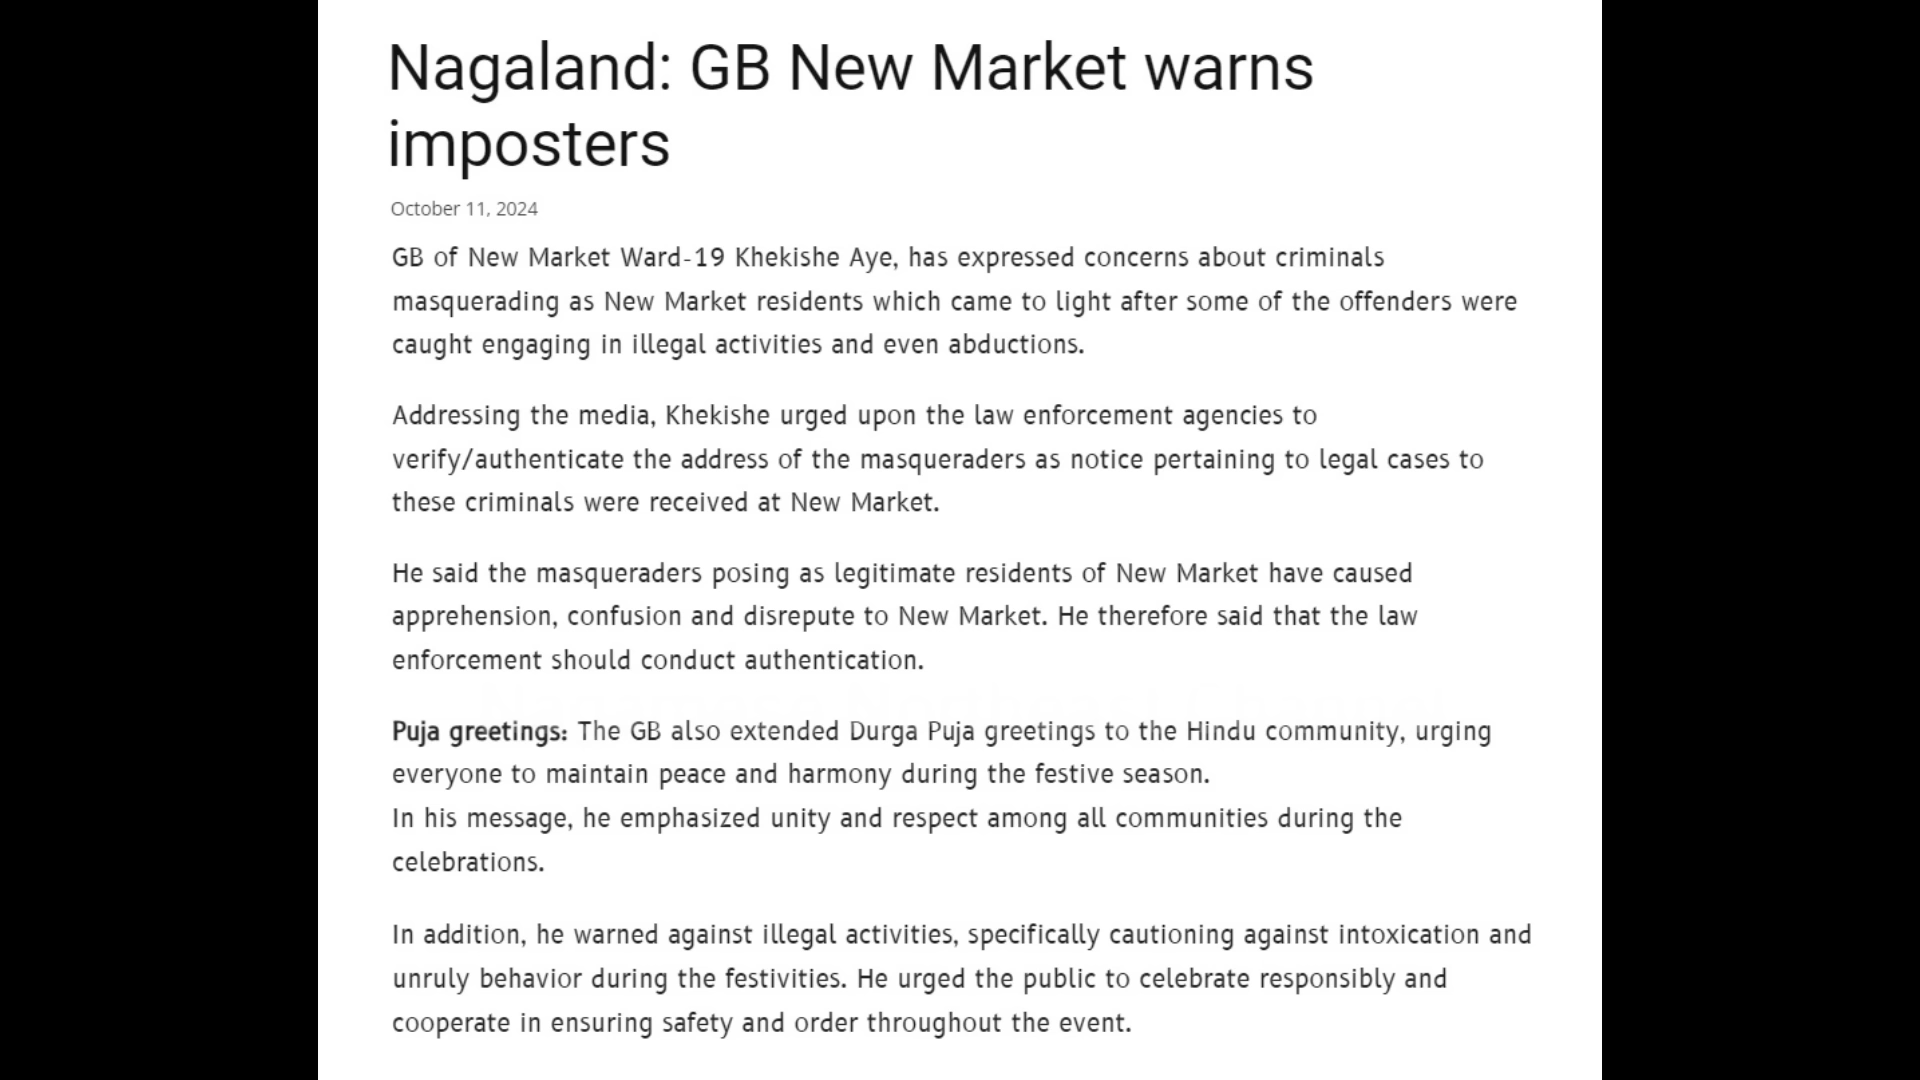 Nagaland: GB New Market warns
imposters
October 11, 2024
GB of New Market Ward-19 Khekishe Aye, has expressed concerns about criminals
masquerading as New Market residents which came to light after some of the offenders were
caught engaging in illegal activities and even abductions.
Addressing the media, Khekishe urged upon the law enforcement agencies to
verify/authenticate the address of the masqueraders as notice pertaining to legal cases to
these criminals were received at New Market.
He said the masqueraders posing as legitimate residents of New Market have caused
apprehension, confusion and disrepute to New Market. He therefore said that the law
enforcement should conduct authentication.
Puja greetings: The GB also extended Durga Puja greetings to the Hindu community, urging
everyone to maintain peace and harmony during the festive season.
In his message, he emphasized unity and respect among all communities during the
celebrations.
In addition, he warned against illegal activities, specifically cautioning against intoxication and
unruly behavior during the festivities. He urged the public to celebrate responsibly and
cooperate in ensuring safety and order throughout the event.